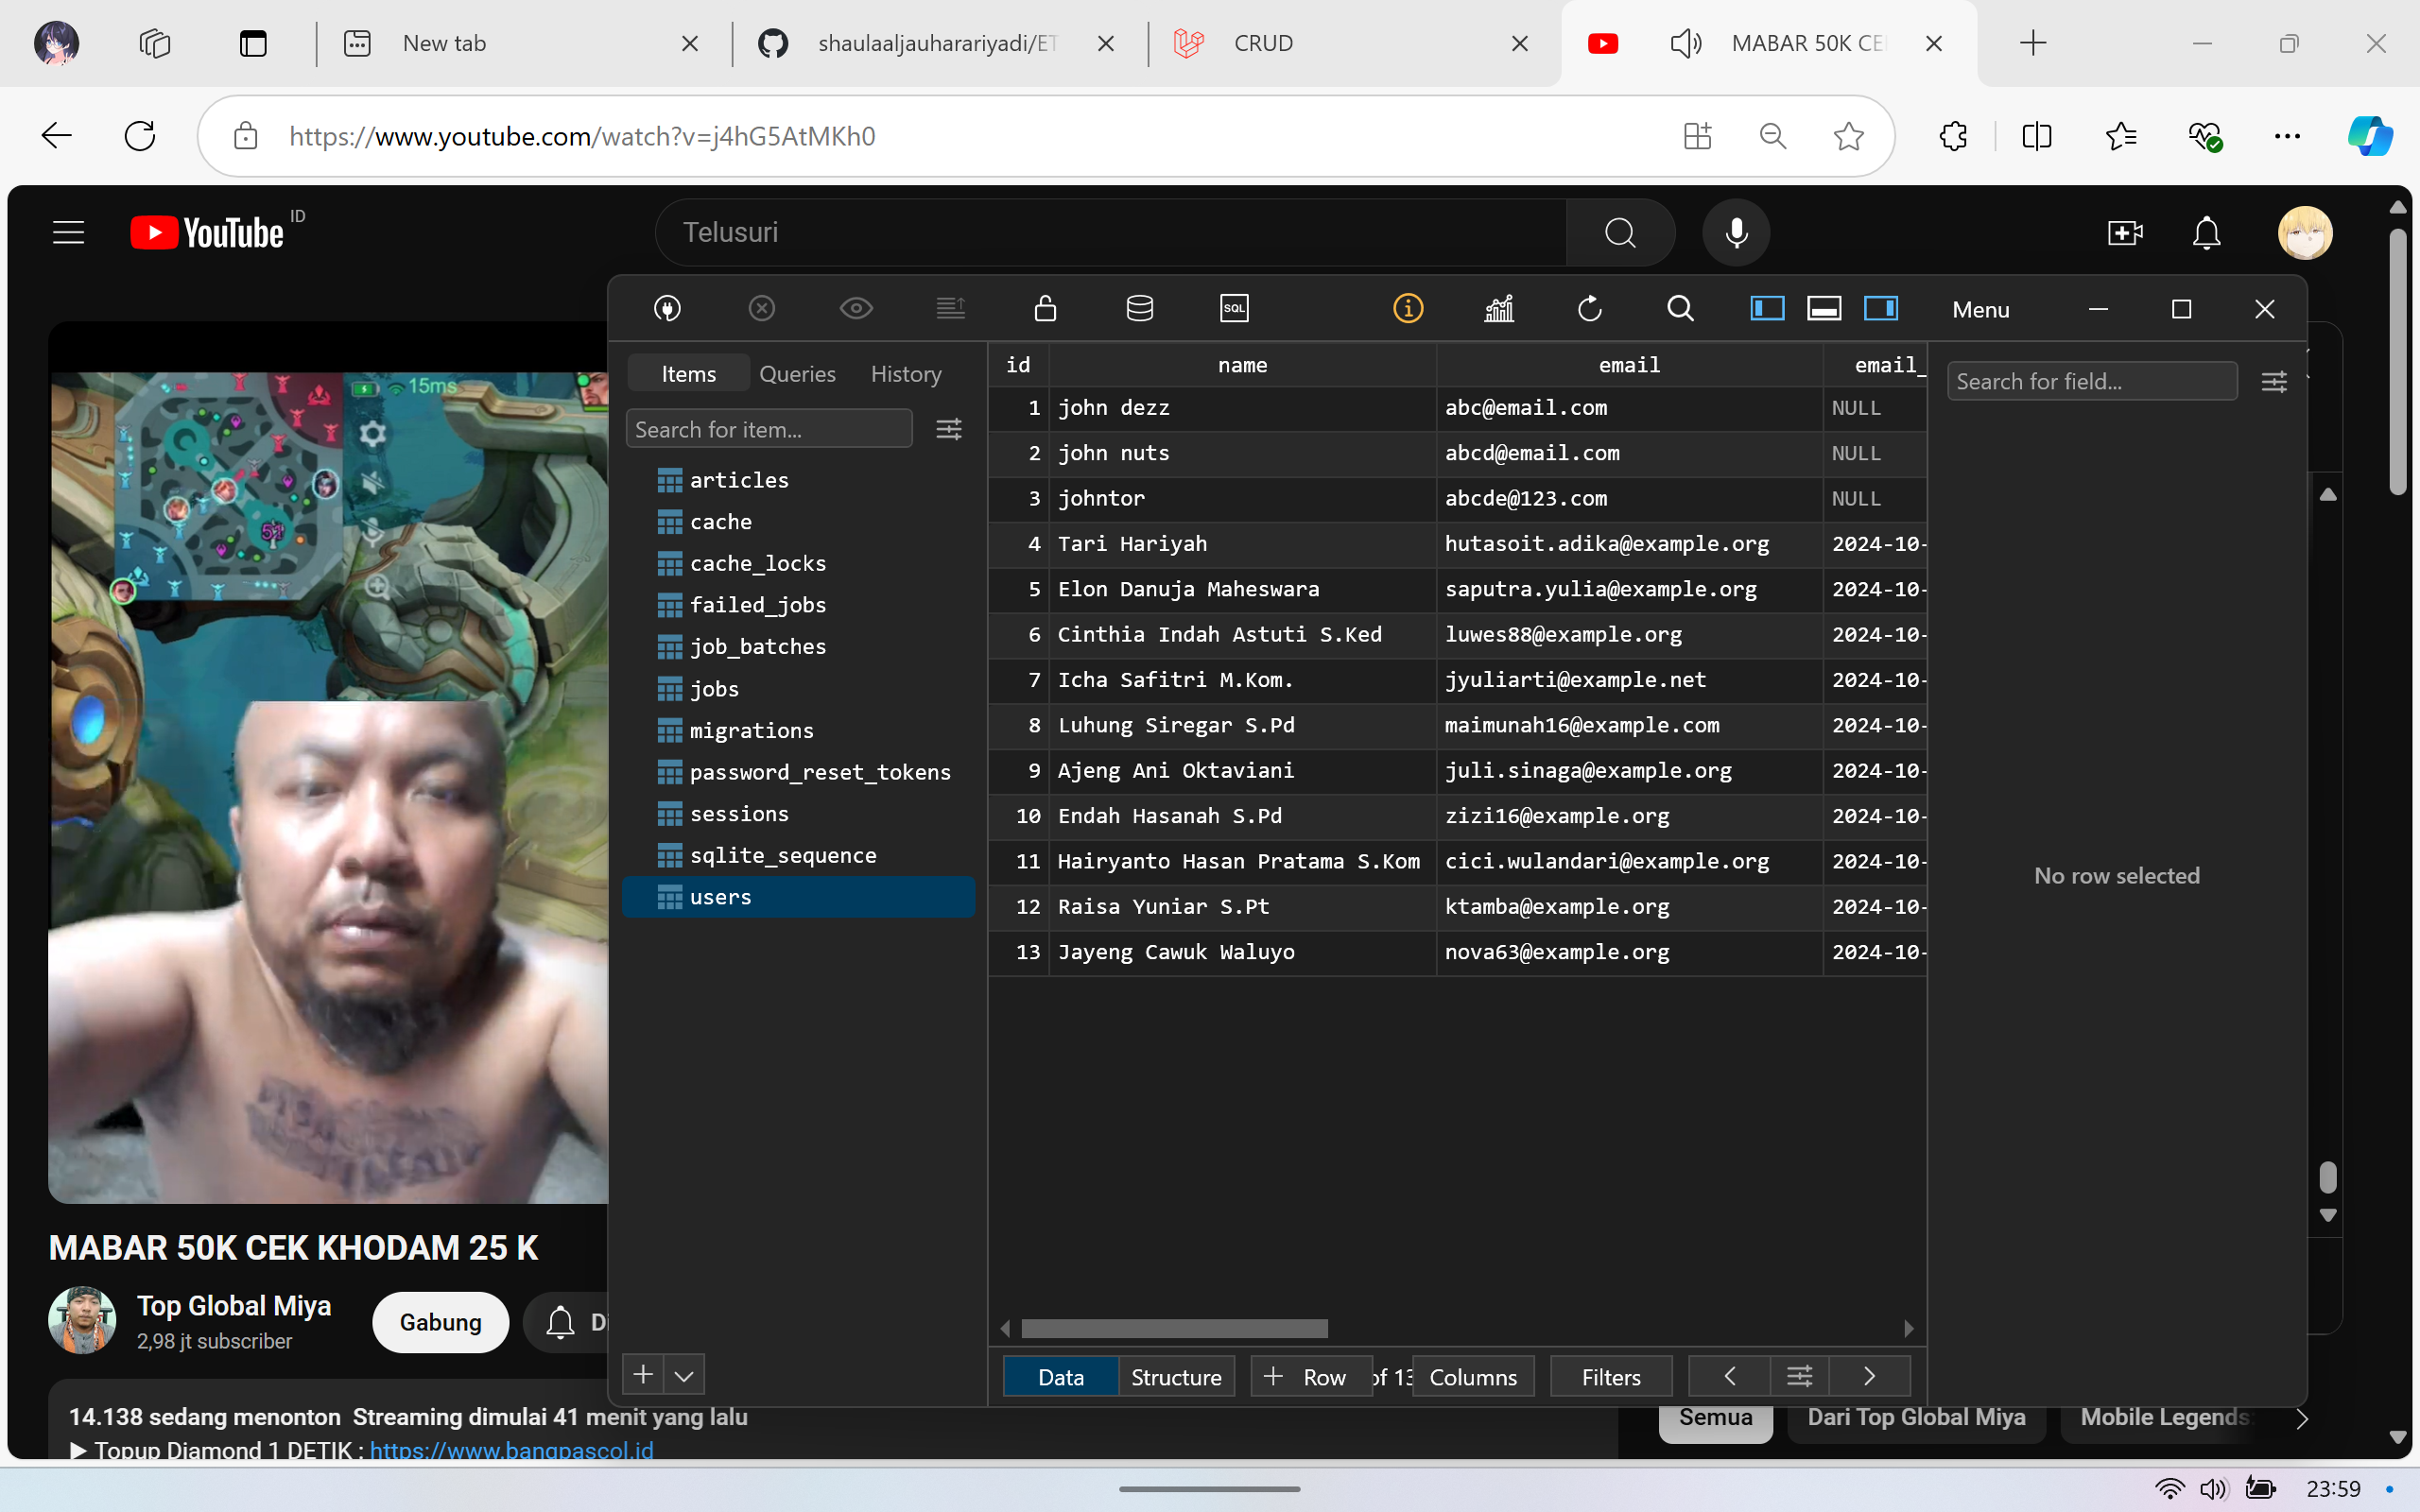 New tab
shaulaaljauharariyadi/ET
CRUD
MABAR 50K CE
https://www.youtube.com/watch?v=j4hG5AtMKh0
YouTube ID
Telusuri
SQL
Menu
Items Queries History
Search for item...
articles
cache
cache_locks
failed_jobs
job_batches
jobs
migrations
password_reset_tokens
sessions
sqlite_sequence
users
id name email email_
1 john dezz abc@email.com NULL
2 john nuts abcd@email.com NULL
3 johntor abcde@123.com NULL
4 Tari Hariyah hutasoit.adika@example.org 2024-10-
5 Elon Danuja Maheswara saputra.yulia@example.org 2024-10-
6 Cinthia Indah Astuti S.Ked luwes88@example.org 2024-10-
7 Icha Safitri M.Kom. jyuliarti@example.net 2024-10-
8 Luhung Siregar S.Pd maimunah16@example.com 2024-10-
9 Ajeng Ani Oktaviani juli.sinaga@example.org 2024-10-
10 Endah Hasanah S.Pd zizi16@example.org 2024-10-
11 Hairyanto Hasan Pratama S.Kom cici.wulandari@example.org 2024-10-
12 Raisa Yuniar S.Pt ktamba@example.org 2024-10-
13 Jayeng Cawuk Waluyo nova63@example.org 2024-10-
Search for field...
No row selected
Data Structure + Row of 13 Columns Filters
15ms
MABAR 50K CEK KHODAM 25 K
Top Global Miya
2,98 jt subscriber
Gabung
Di
14.138 sedang menonton Streaming dimulai 41 menit yang lalu
▶ Topup Diamond 1 DETIK : https://www.bangpascol.id
Semua Dari Top Global Miya Mobile Legends:
23:59